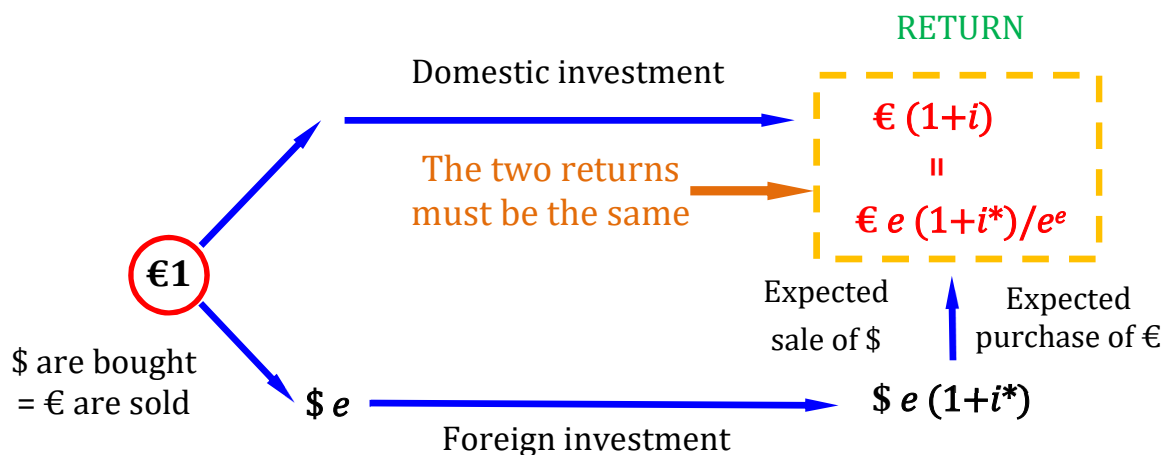 RETURN
Domestic investment
€ (1+i)
=
The two returns
must be the same
€ e (1+i*)/eᵉ
€1
Expected
sale of $
Expected
purchase of €
$ are bought
= € are sold
$ e
$ e (1+i*)
Foreign investment